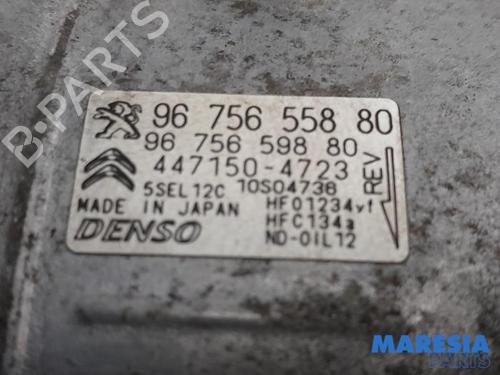 B-PARTS
96 756 558 80
96 756 598 80
447150-4723
5SEL12C 10S04738
REV
MADE IN JAPAN HFO1234yf
HFC134a
DENSO ND-OIL12
MARESIA
PARTS